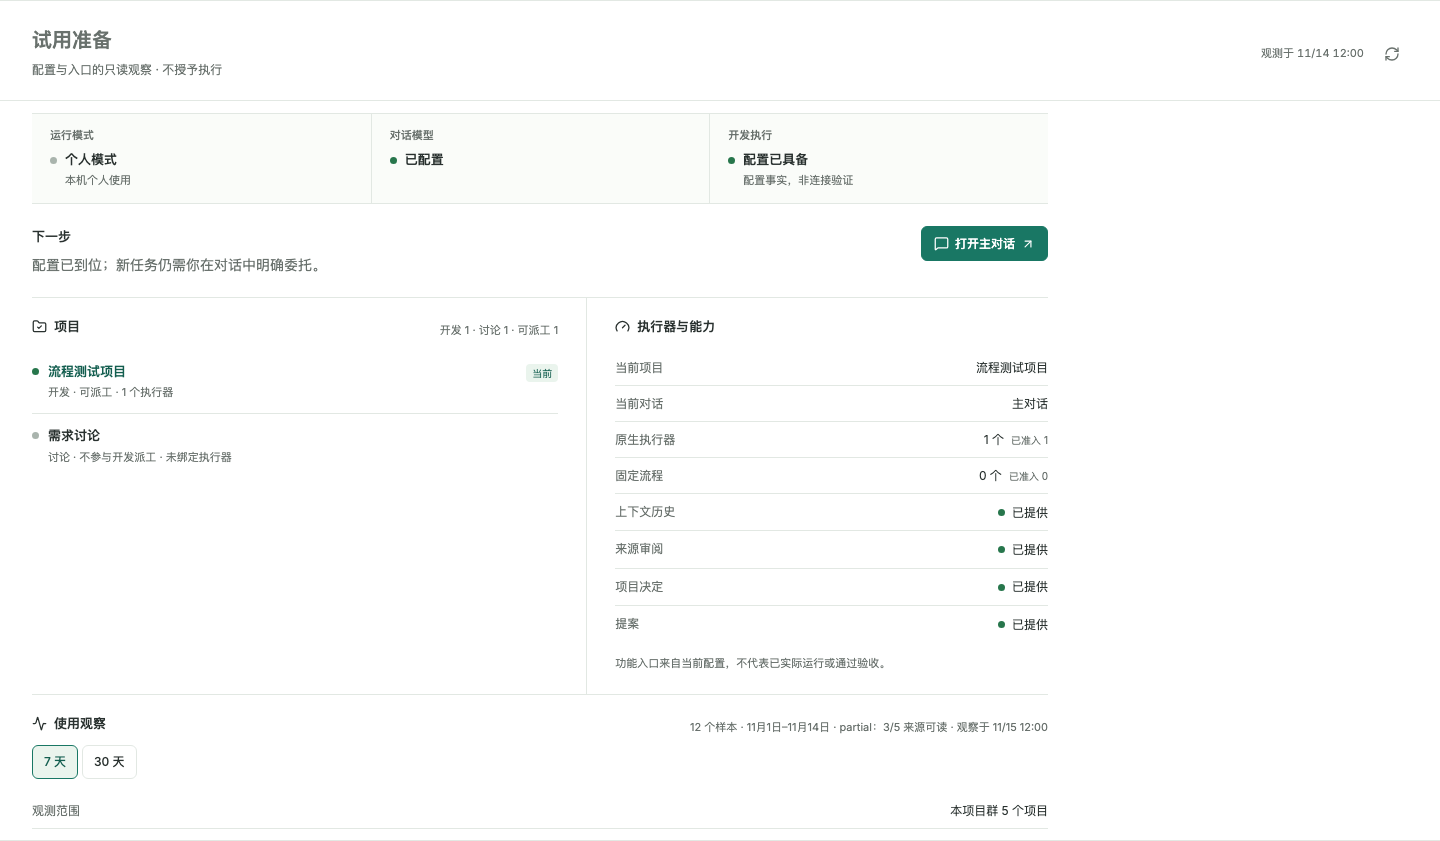 试用准备
配置与入口的只读观察 · 不授予执行
观测于 11/14 12:00
运行模式
个人模式
本机个人使用
对话模型
已配置
开发执行
配置已具备
配置事实，非连接验证
下一步
配置已到位；新任务仍需你在对话中明确委托。
打开主对话
项目
开发 1 · 讨论 1 · 可派工 1
流程测试项目
当前
开发 · 可派工 · 1 个执行器
需求讨论
讨论 · 不参与开发派工 · 未绑定执行器
执行器与能力
当前项目 流程测试项目
当前对话 主对话
原生执行器 1 个 已准入 1
固定流程 0 个 已准入 0
上下文历史 已提供
来源审阅 已提供
项目决定 已提供
提案 已提供
功能入口来自当前配置，不代表已实际运行或通过验收。
使用观察
12 个样本 · 11月1日–11月14日 · partial：3/5 来源可读 · 观察于 11/15 12:00
7 天 30 天
观测范围 本项目群 5 个项目